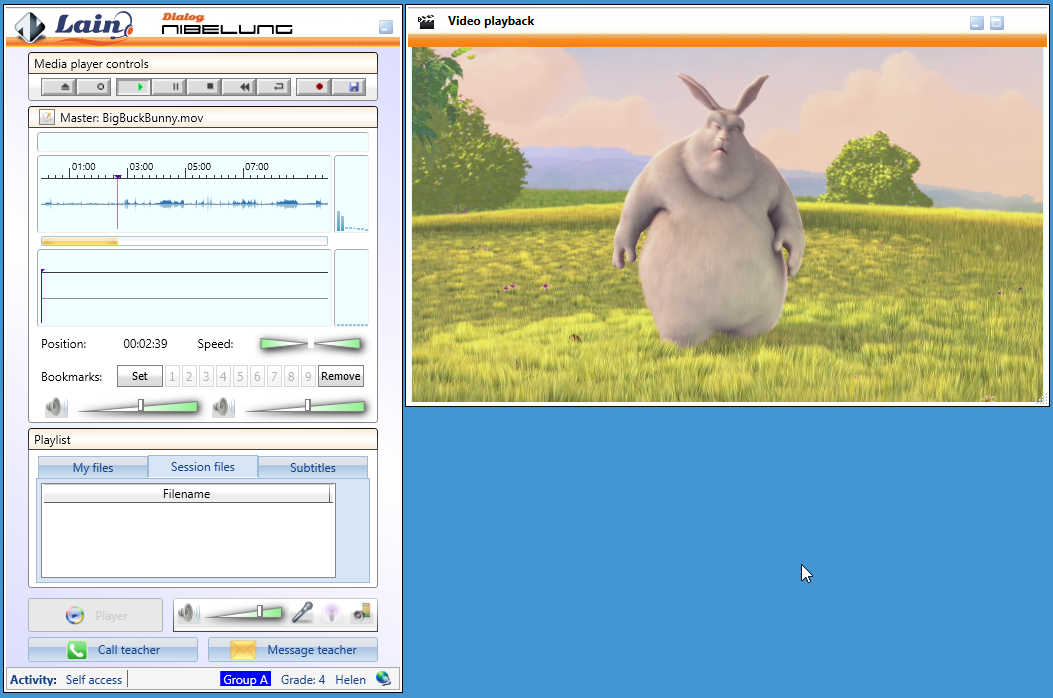 Lain Dialog NIBELUNG
Video playback
Media player controls
Master: BigBuckBunny.mov
01:00 03:00 05:00 07:00
Position: 00:02:39 Speed:
Bookmarks: Set 1 2 3 4 5 6 7 8 9 Remove
Playlist
My files Session files Subtitles
Filename
Player
Call teacher Message teacher
Activity: Self access Group A Grade: 4 Helen